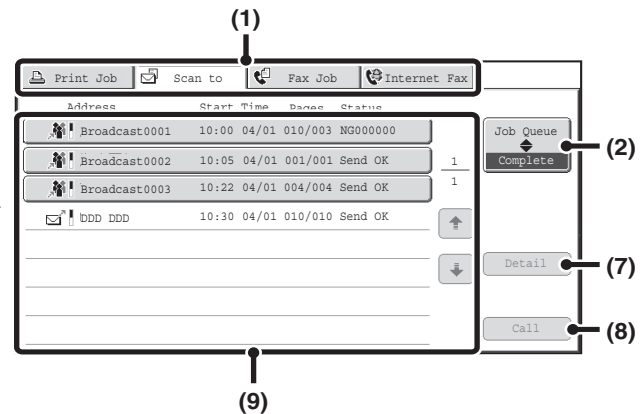 (1)
Print Job Scan to Fax Job Internet Fax
Address Start Time Pages Status
Broadcast0001 10:00 04/01 010/003 NG000000
Broadcast0002 10:05 04/01 001/001 Send OK
Broadcast0003 10:22 04/01 004/004 Send OK
DDD DDD 10:30 04/01 010/010 Send OK
1
1
Job Queue
Complete
(2)
Detail
(7)
Call
(8)
(9)